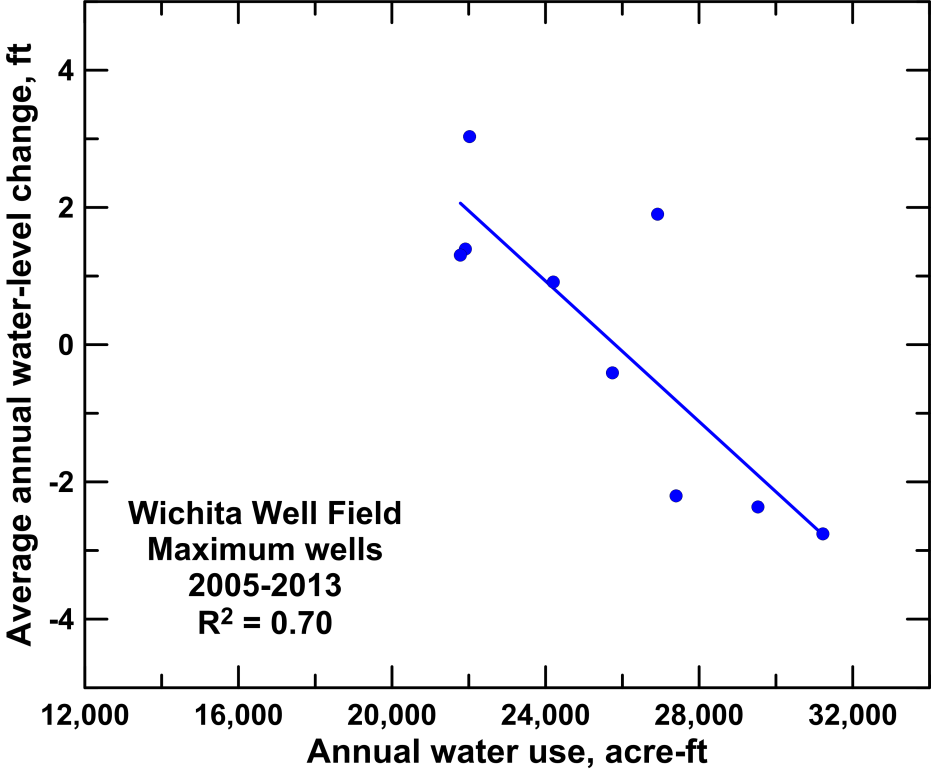 Average annual water-level change, ft
4
2
0
-2
-4
Wichita Well Field
Maximum wells
2005-2013
R² = 0.70
12,000 16,000 20,000 24,000 28,000 32,000
Annual water use, acre-ft